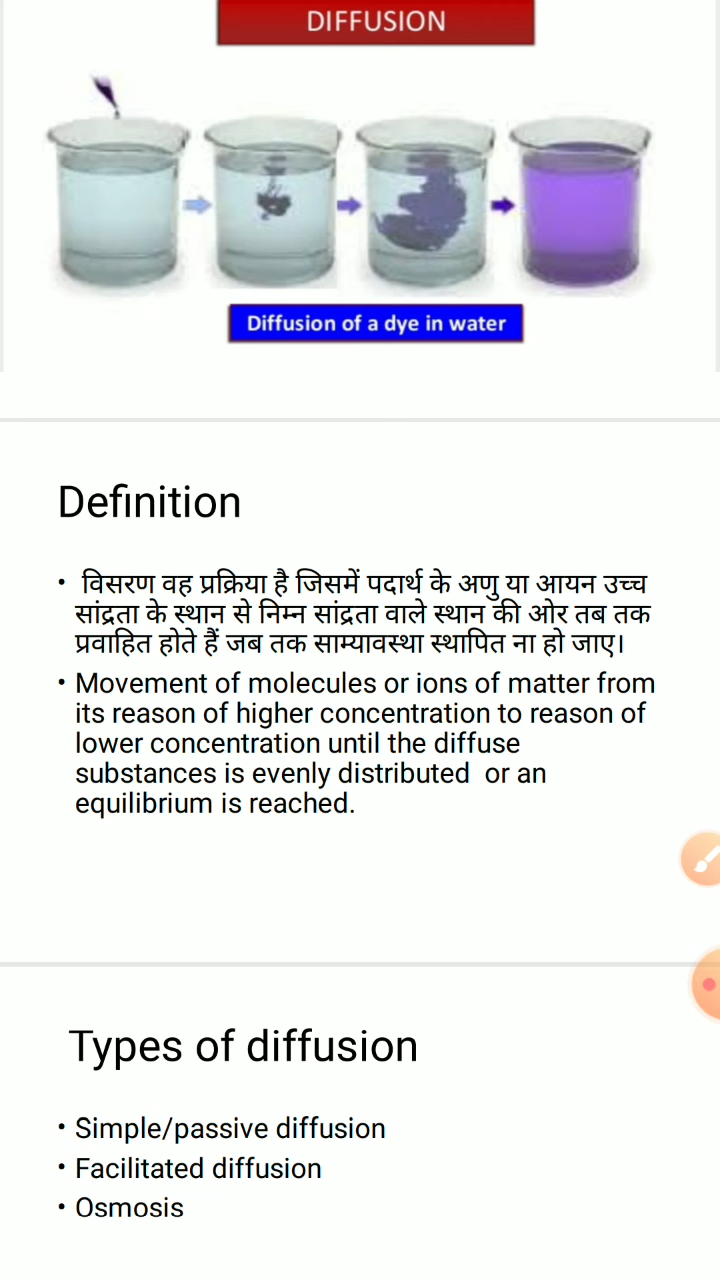 DIFFUSION
Diffusion of a dye in water
Definition
• विसरण वह प्रक्रिया है जिसमें पदार्थ के अणु या आयन उच्च
सांद्रता के स्थान से निम्न सांद्रता वाले स्थान की ओर तब तक
प्रवाहित होते हैं जब तक साम्यावस्था स्थापित ना हो जाए।
• Movement of molecules or ions of matter from
its reason of higher concentration to reason of
lower concentration until the diffuse
substances is evenly distributed or an
equilibrium is reached.
Types of diffusion
• Simple/passive diffusion
• Facilitated diffusion
• Osmosis